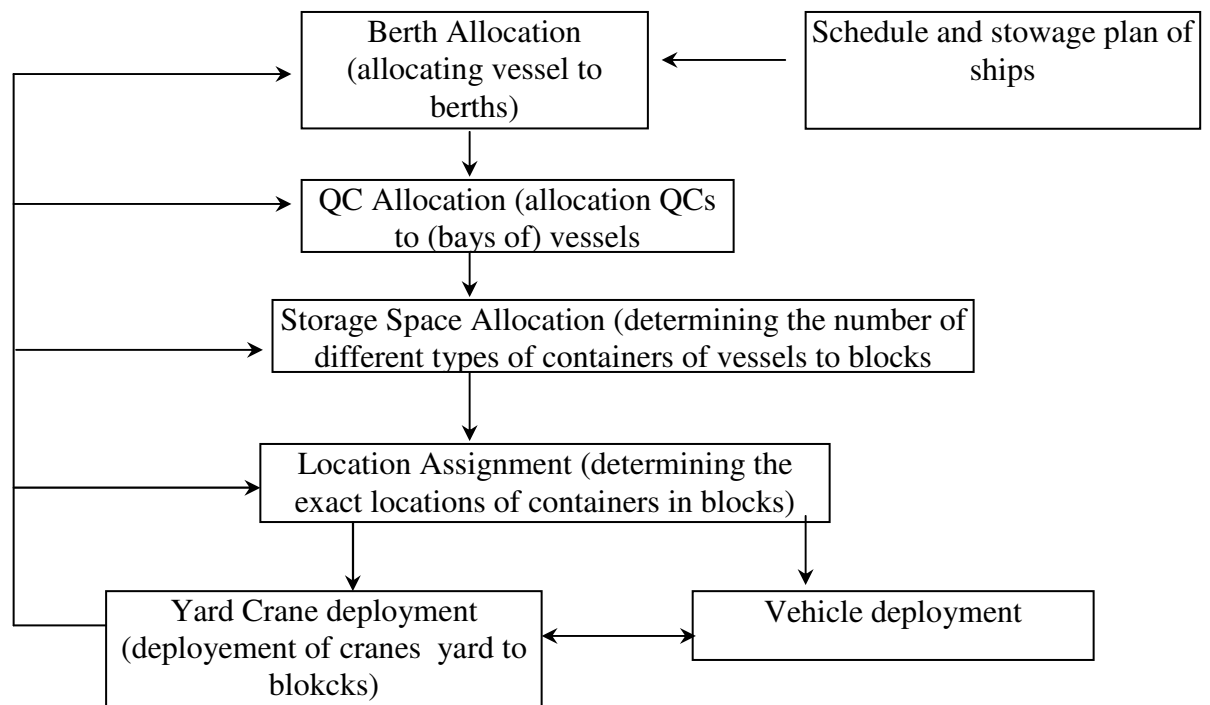 Berth Allocation
(allocating vessel to
berths)
Schedule and stowage plan of
ships
QC Allocation (allocation QCs
to (bays of) vessels
Storage Space Allocation (determining the number of
different types of containers of vessels to blocks
Location Assignment (determining the
exact locations of containers in blocks)
Yard Crane deployment
(deployement of cranes  yard to
blokcks)
Vehicle deployment